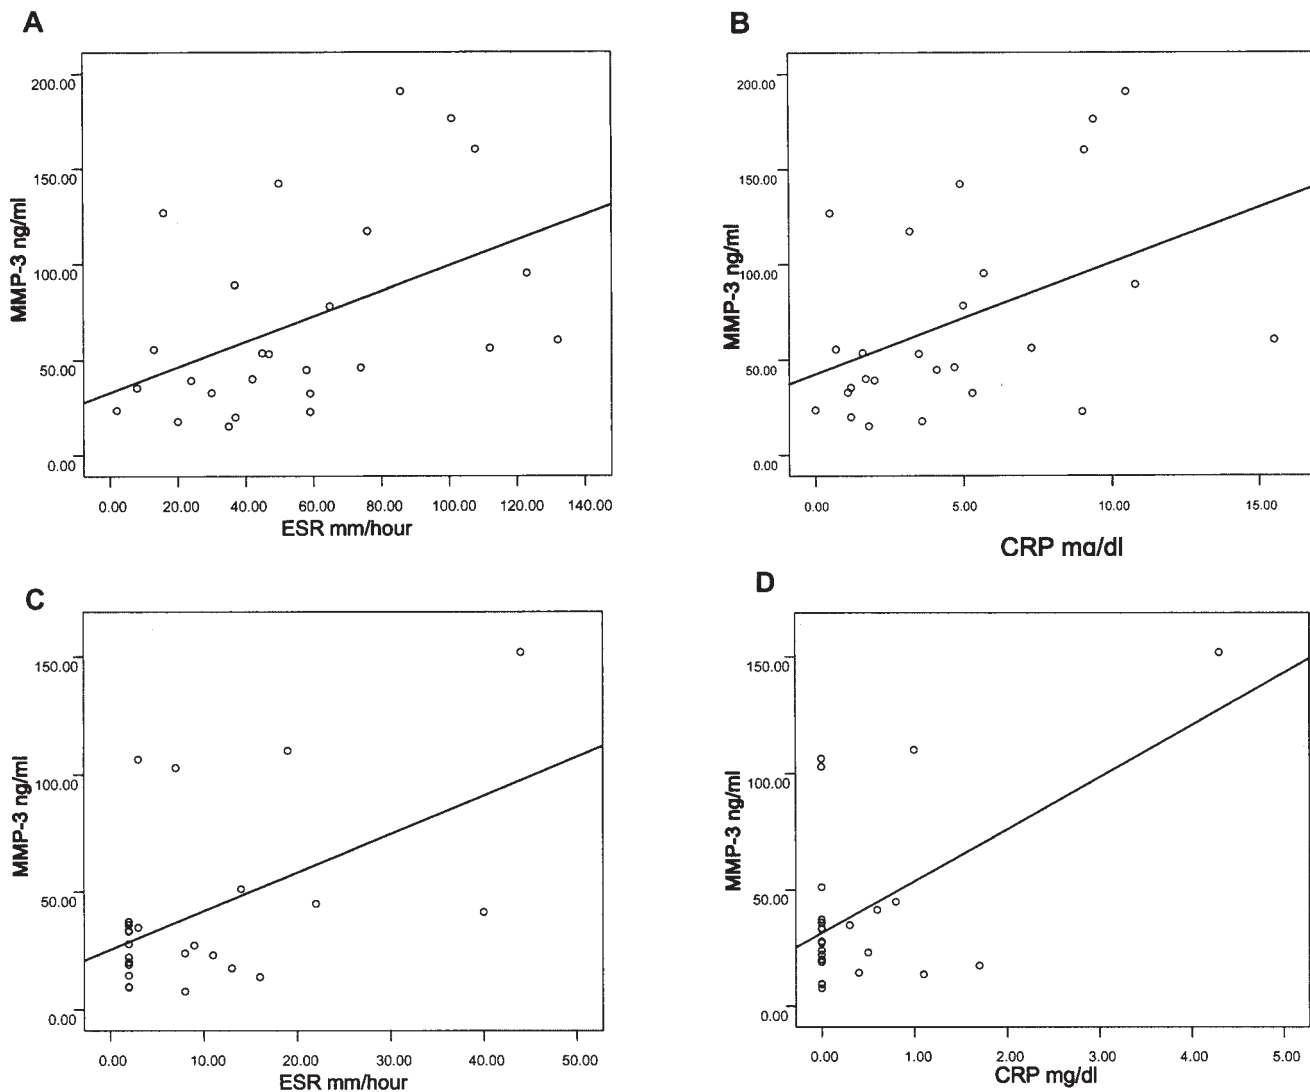 A
200.00
150.00
100.00
50.00
0.00
MMP-3 ng/ml
0.00 20.00 40.00 60.00 80.00 100.00 120.00 140.00
ESR mm/hour
B
200.00
150.00
100.00
50.00
0.00
MMP-3 ng/ml
0.00 5.00 10.00 15.00
CRP ma/dl
C
150.00
100.00
50.00
0.00
MMP-3 ng/ml
0.00 10.00 20.00 30.00 40.00 50.00
ESR mm/hour
D
150.00
100.00
50.00
0.00
MMP-3 ng/ml
0.00 1.00 2.00 3.00 4.00 5.00
CRP mg/dl